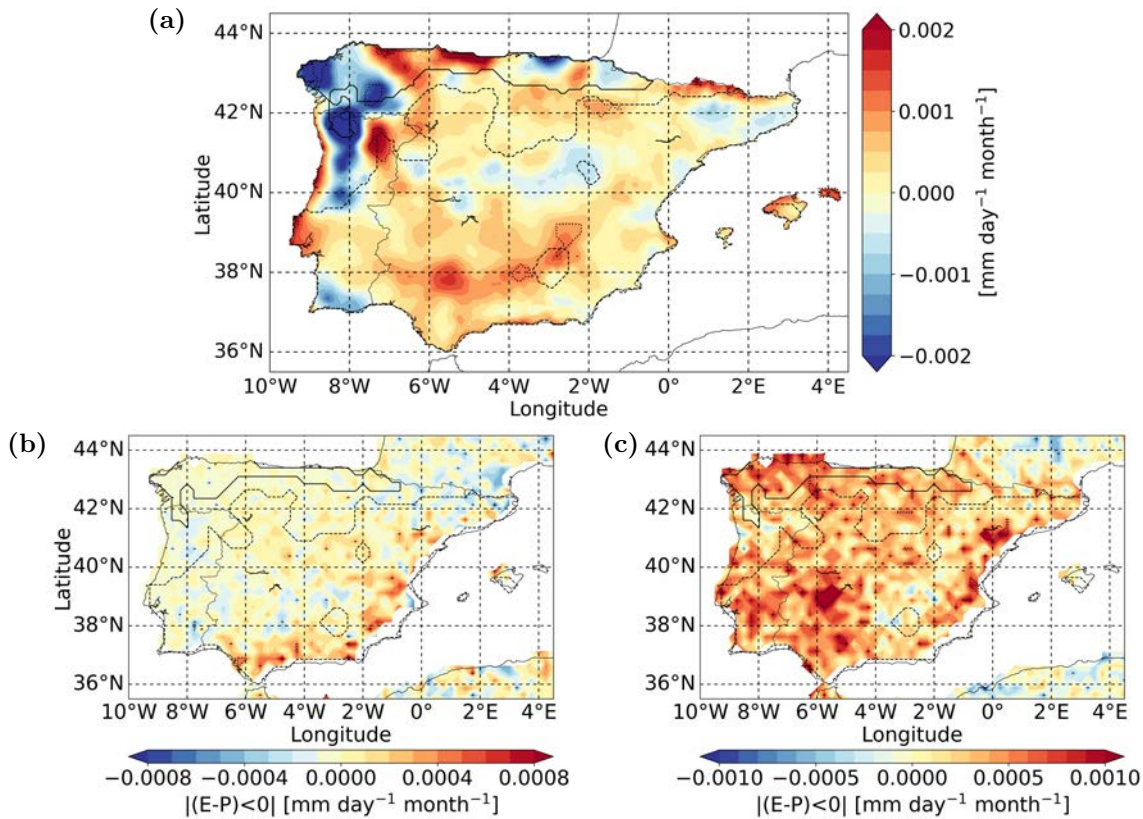 (a)
44°N
42°N
40°N
38°N
36°N
Latitude
10°W 8°W 6°W 4°W 2°W 0° 2°E 4°E
Longitude
0.002
0.001
0.000
−0.001
−0.002
[mm day⁻¹ month⁻¹]
(b)
44°N
42°N
40°N
38°N
36°N
Latitude
10°W 8°W 6°W 4°W 2°W 0° 2°E 4°E
Longitude
−0.0008 −0.0004 0.0000 0.0004 0.0008
|(E-P)<0| [mm day⁻¹ month⁻¹]
(c)
44°N
42°N
40°N
38°N
36°N
Latitude
10°W 8°W 6°W 4°W 2°W 0° 2°E 4°E
Longitude
−0.0010 −0.0005 0.0000 0.0005 0.0010
|(E-P)<0| [mm day⁻¹ month⁻¹]